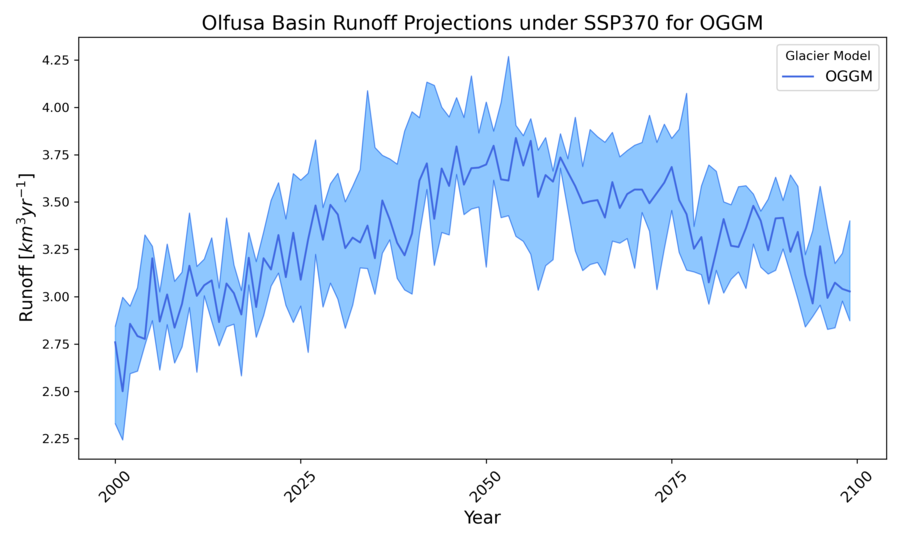 Olfusa Basin Runoff Projections under SSP370 for OGGM
Glacier Model
OGGM
Runoff [km³yr⁻¹]
4.25
4.00
3.75
3.50
3.25
3.00
2.75
2.50
2.25
2000
2025
2050
2075
2100
Year